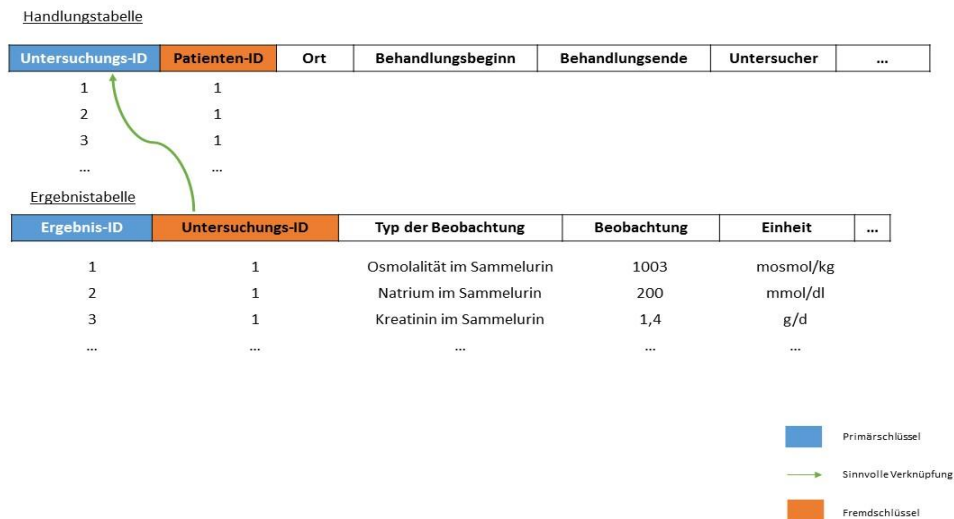 Handlungstabelle
Untersuchungs-ID Patienten-ID Ort Behandlungsbeginn Behandlungsende Untersucher ...
1 1
2 1
3 1
... ...
Ergebnistabelle
Ergebnis-ID Untersuchungs-ID Typ der Beobachtung Beobachtung Einheit ...
1 1 Osmolalität im Sammelurin 1003 mosmol/kg
2 1 Natrium im Sammelurin 200 mmol/dl
3 1 Kreatinin im Sammelurin 1,4 g/d
... ... ... ... ...
Primärschlüssel
Sinnvolle Verknüpfung
Fremdschlüssel